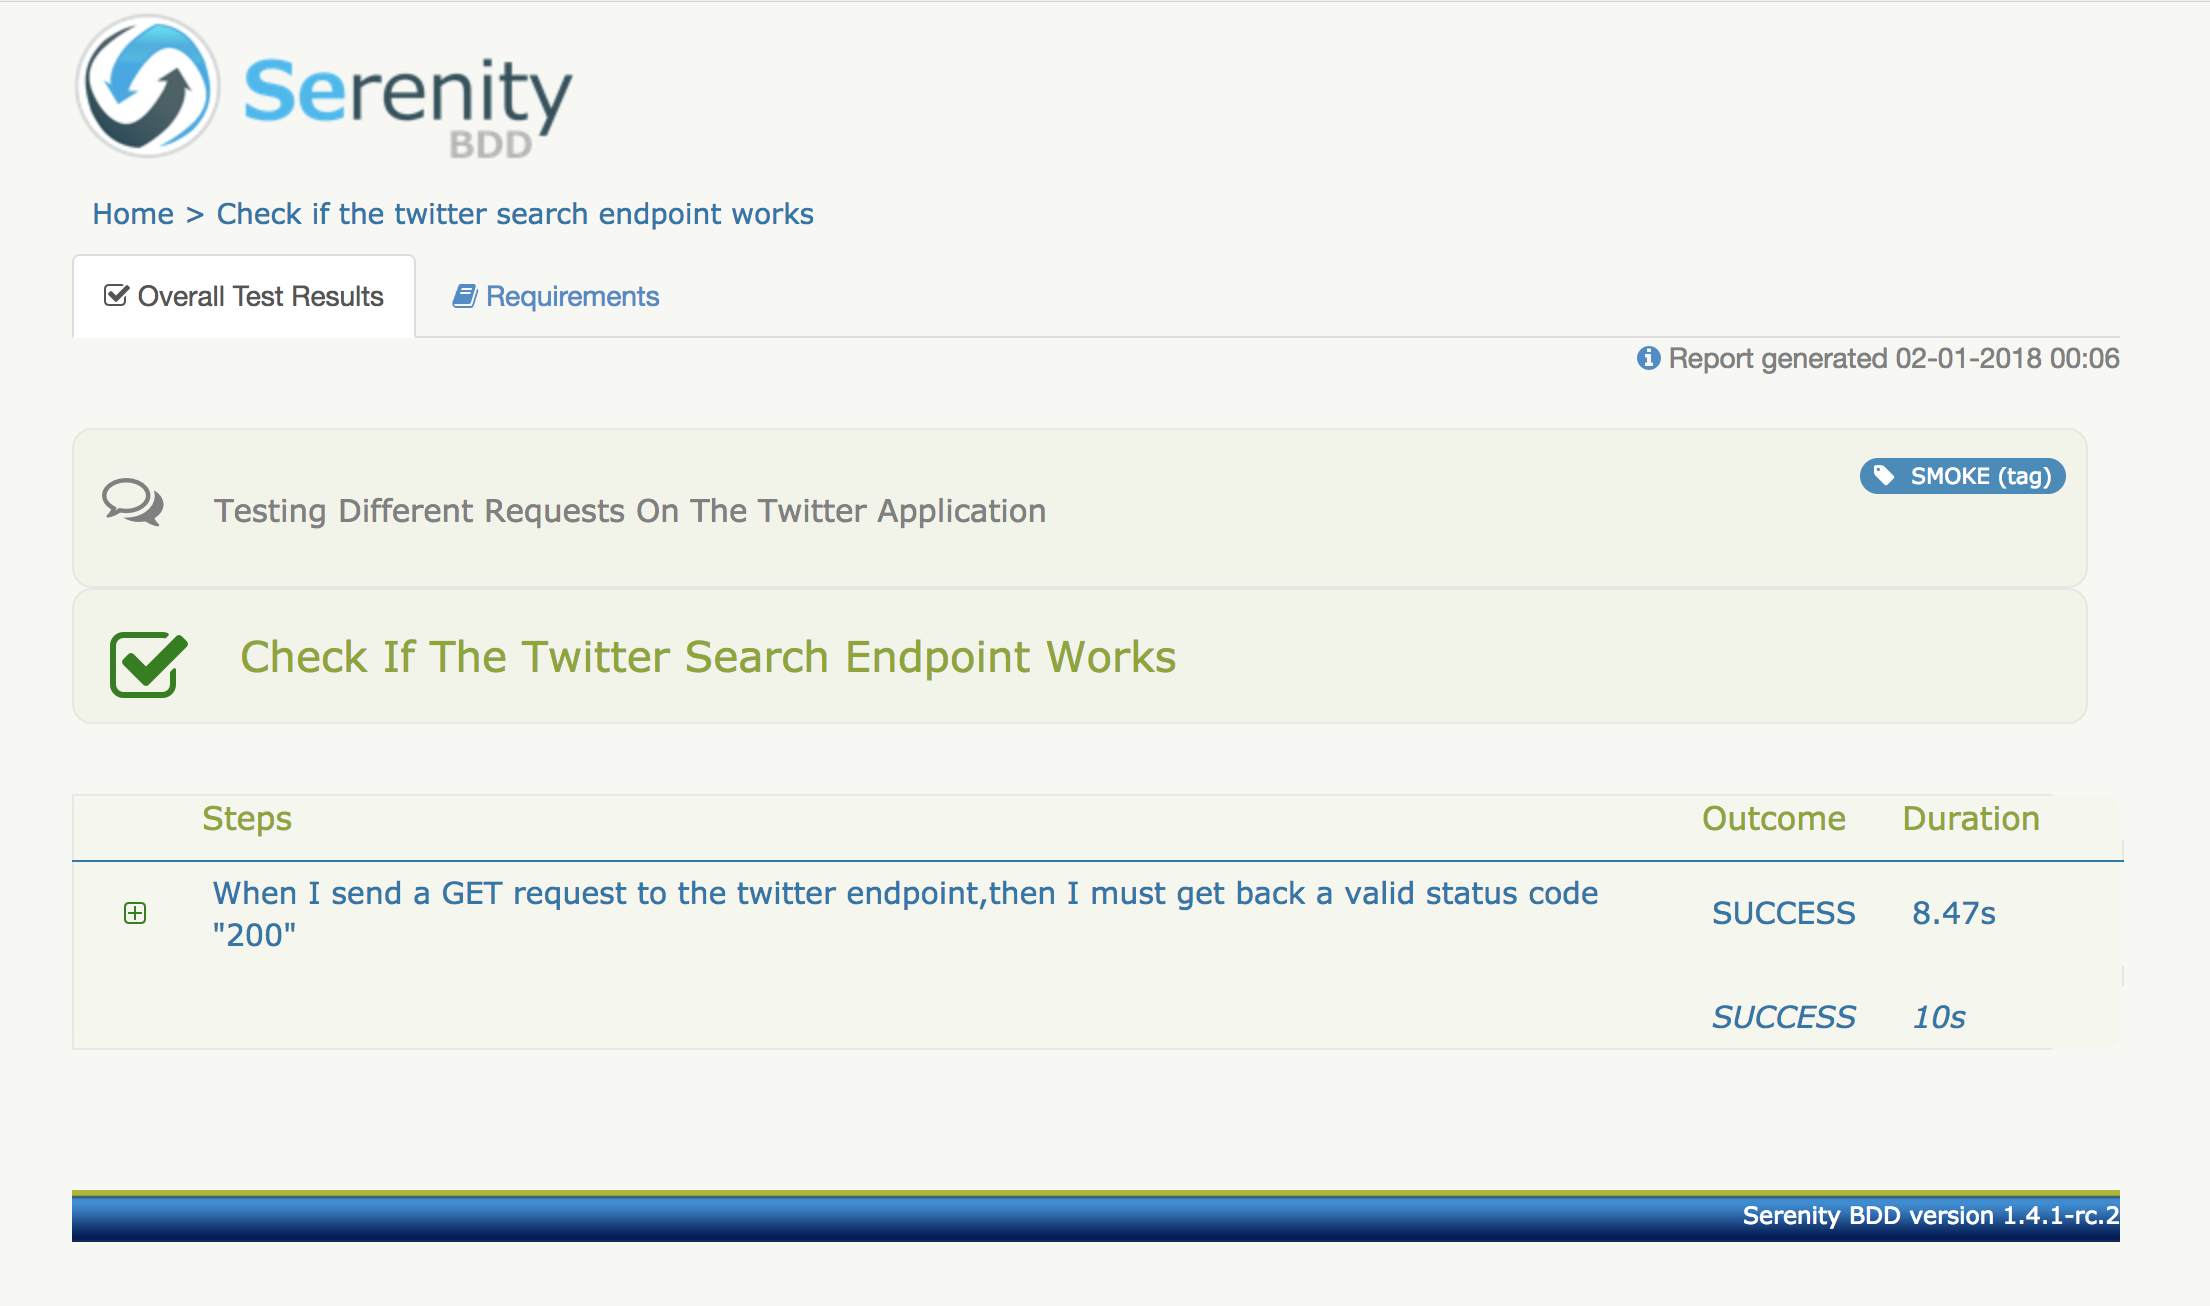 Serenity
BDD
Home > Check if the twitter search endpoint works
Overall Test Results
Requirements
Report generated 02-01-2018 00:06
SMOKE (tag)
Testing Different Requests On The Twitter Application
Check If The Twitter Search Endpoint Works
Steps Outcome Duration
When I send a GET request to the twitter endpoint,then I must get back a valid status code
"200"
SUCCESS 8.47s
SUCCESS 10s
Serenity BDD version 1.4.1-rc.2